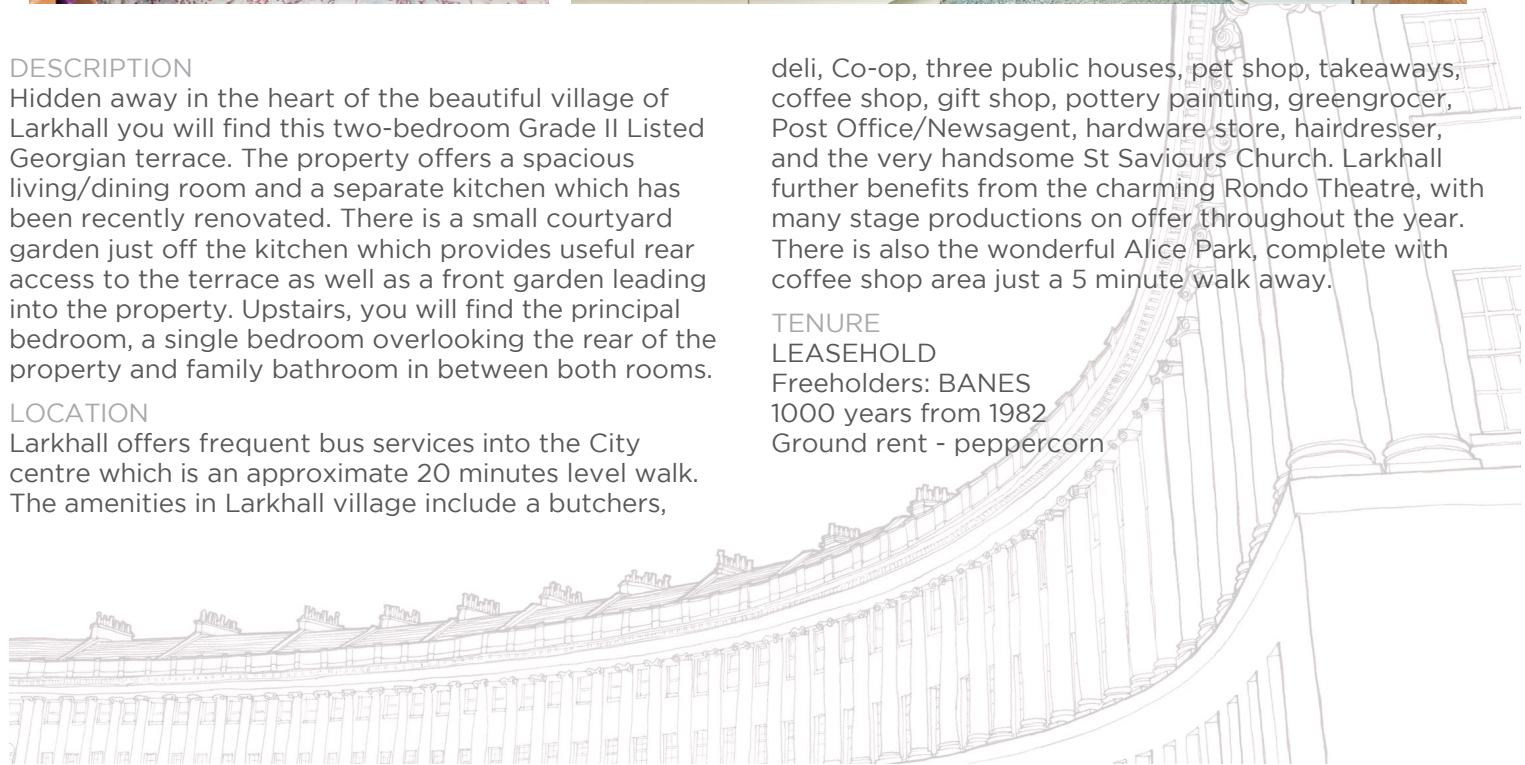 DESCRIPTION
Hidden away in the heart of the beautiful village of
Larkhall you will find this two-bedroom Grade II Listed
Georgian terrace. The property offers a spacious
living/dining room and a separate kitchen which has
been recently renovated. There is a small courtyard
garden just off the kitchen which provides useful rear
access to the terrace as well as a front garden leading
into the property. Upstairs, you will find the principal
bedroom, a single bedroom overlooking the rear of the
property and family bathroom in between both rooms.
LOCATION
Larkhall offers frequent bus services into the City
centre which is an approximate 20 minutes level walk.
The amenities in Larkhall village include a butchers,
deli, Co-op, three public houses, pet shop, takeaways,
coffee shop, gift shop, pottery painting, greengrocer,
Post Office/Newsagent, hardware store, hairdresser,
and the very handsome St Saviours Church. Larkhall
further benefits from the charming Rondo Theatre, with
many stage productions on offer throughout the year.
There is also the wonderful Alice Park, complete with
coffee shop area just a 5 minute walk away.
TENURE
LEASEHOLD
Freeholders: BANES
1000 years from 1982
Ground rent - peppercorn